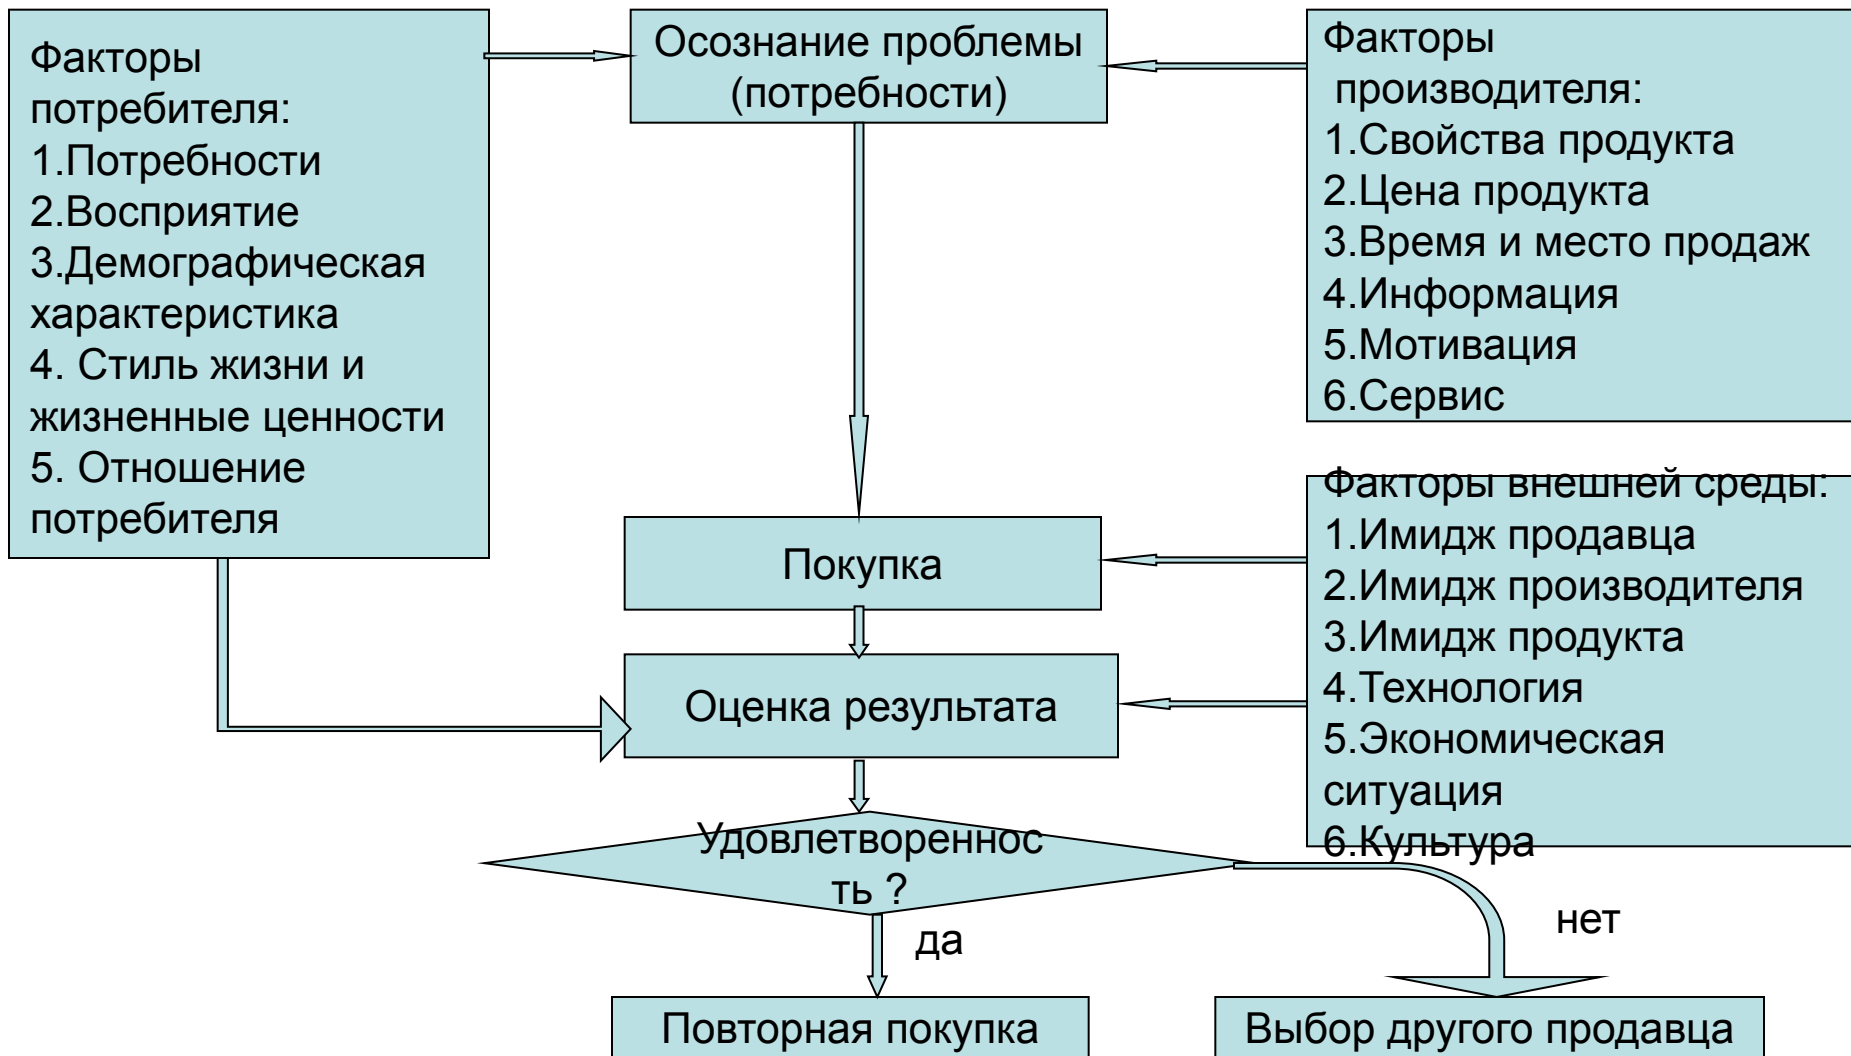 Факторы
потребителя:
1.Потребности
2.Восприятие
3.Демографическая
характеристика
4. Стиль жизни и
жизненные ценности
5. Отношение
потребителя
Осознание проблемы
(потребности)
Факторы
производителя:
1.Свойства продукта
2.Цена продукта
3.Время и место продаж
4.Информация
5.Мотивация
6.Сервис
Факторы внешней среды:
1.Имидж продавца
2.Имидж производителя
3.Имидж продукта
4.Технология
5.Экономическая
ситуация
6.Культура
Покупка
Оценка результата
Удовлетвореннос
ть ?
да
нет
Повторная покупка
Выбор другого продавца